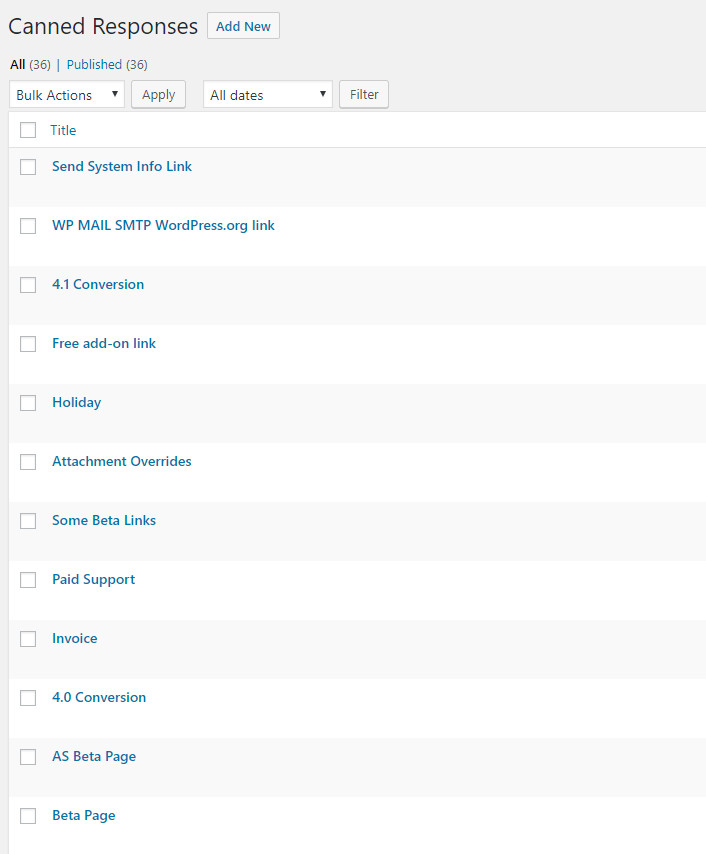 Canned Responses Add New
All (36) | Published (36)
Bulk Actions Apply All dates Filter
Title
Send System Info Link
WP MAIL SMTP WordPress.org link
4.1 Conversion
Free add-on link
Holiday
Attachment Overrides
Some Beta Links
Paid Support
Invoice
4.0 Conversion
AS Beta Page
Beta Page